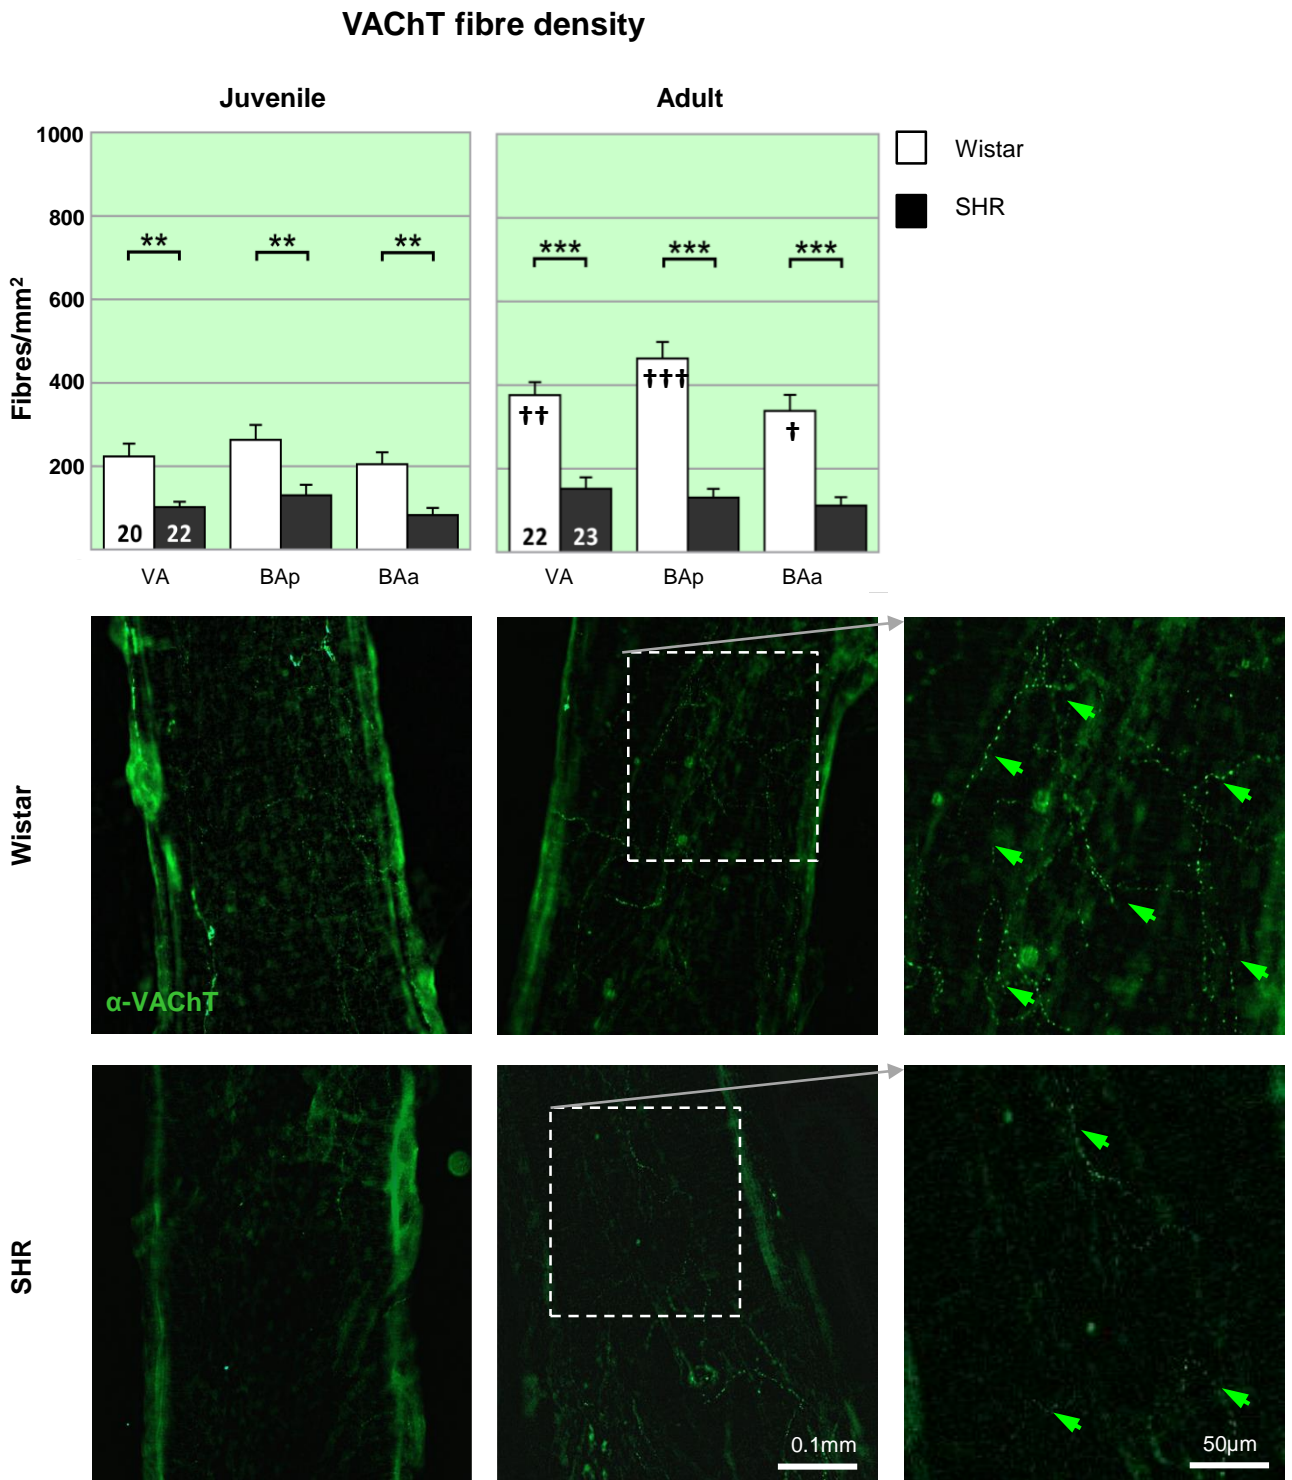 VAChT fibre density
Juvenile
Adult
Wistar
SHR
Fibres/mm²
1000
800
600
400
200
** ** **
*** *** ***
†† ††† †
20 22
22 23
VA BAp BAa
VA BAp BAa
Wistar
α-VAChT
SHR
0.1mm
50µm